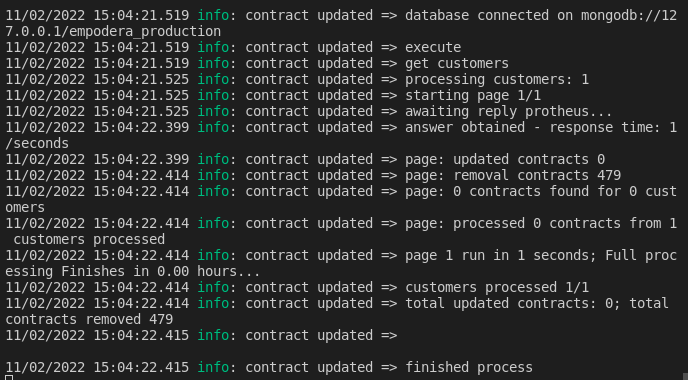 11/02/2022 15:04:21.519 info: contract updated => database connected on mongodb://12
7.0.0.1/empodera_production
11/02/2022 15:04:21.519 info: contract updated => execute
11/02/2022 15:04:21.519 info: contract updated => get customers
11/02/2022 15:04:21.525 info: contract updated => processing customers: 1
11/02/2022 15:04:21.525 info: contract updated => starting page 1/1
11/02/2022 15:04:21.525 info: contract updated => awaiting reply protheus...
11/02/2022 15:04:22.399 info: contract updated => answer obtained - response time: 1
/seconds
11/02/2022 15:04:22.399 info: contract updated => page: updated contracts 0
11/02/2022 15:04:22.414 info: contract updated => page: removal contracts 479
11/02/2022 15:04:22.414 info: contract updated => page: 0 contracts found for 0 cust
omers
11/02/2022 15:04:22.414 info: contract updated => page: processed 0 contracts from 1
 customers processed
11/02/2022 15:04:22.414 info: contract updated => page 1 run in 1 seconds; Full proc
essing Finishes in 0.00 hours...
11/02/2022 15:04:22.414 info: contract updated => customers processed 1/1
11/02/2022 15:04:22.414 info: contract updated => total updated contracts: 0; total
contracts removed 479
11/02/2022 15:04:22.415 info: contract updated =>
11/02/2022 15:04:22.415 info: contract updated => finished process